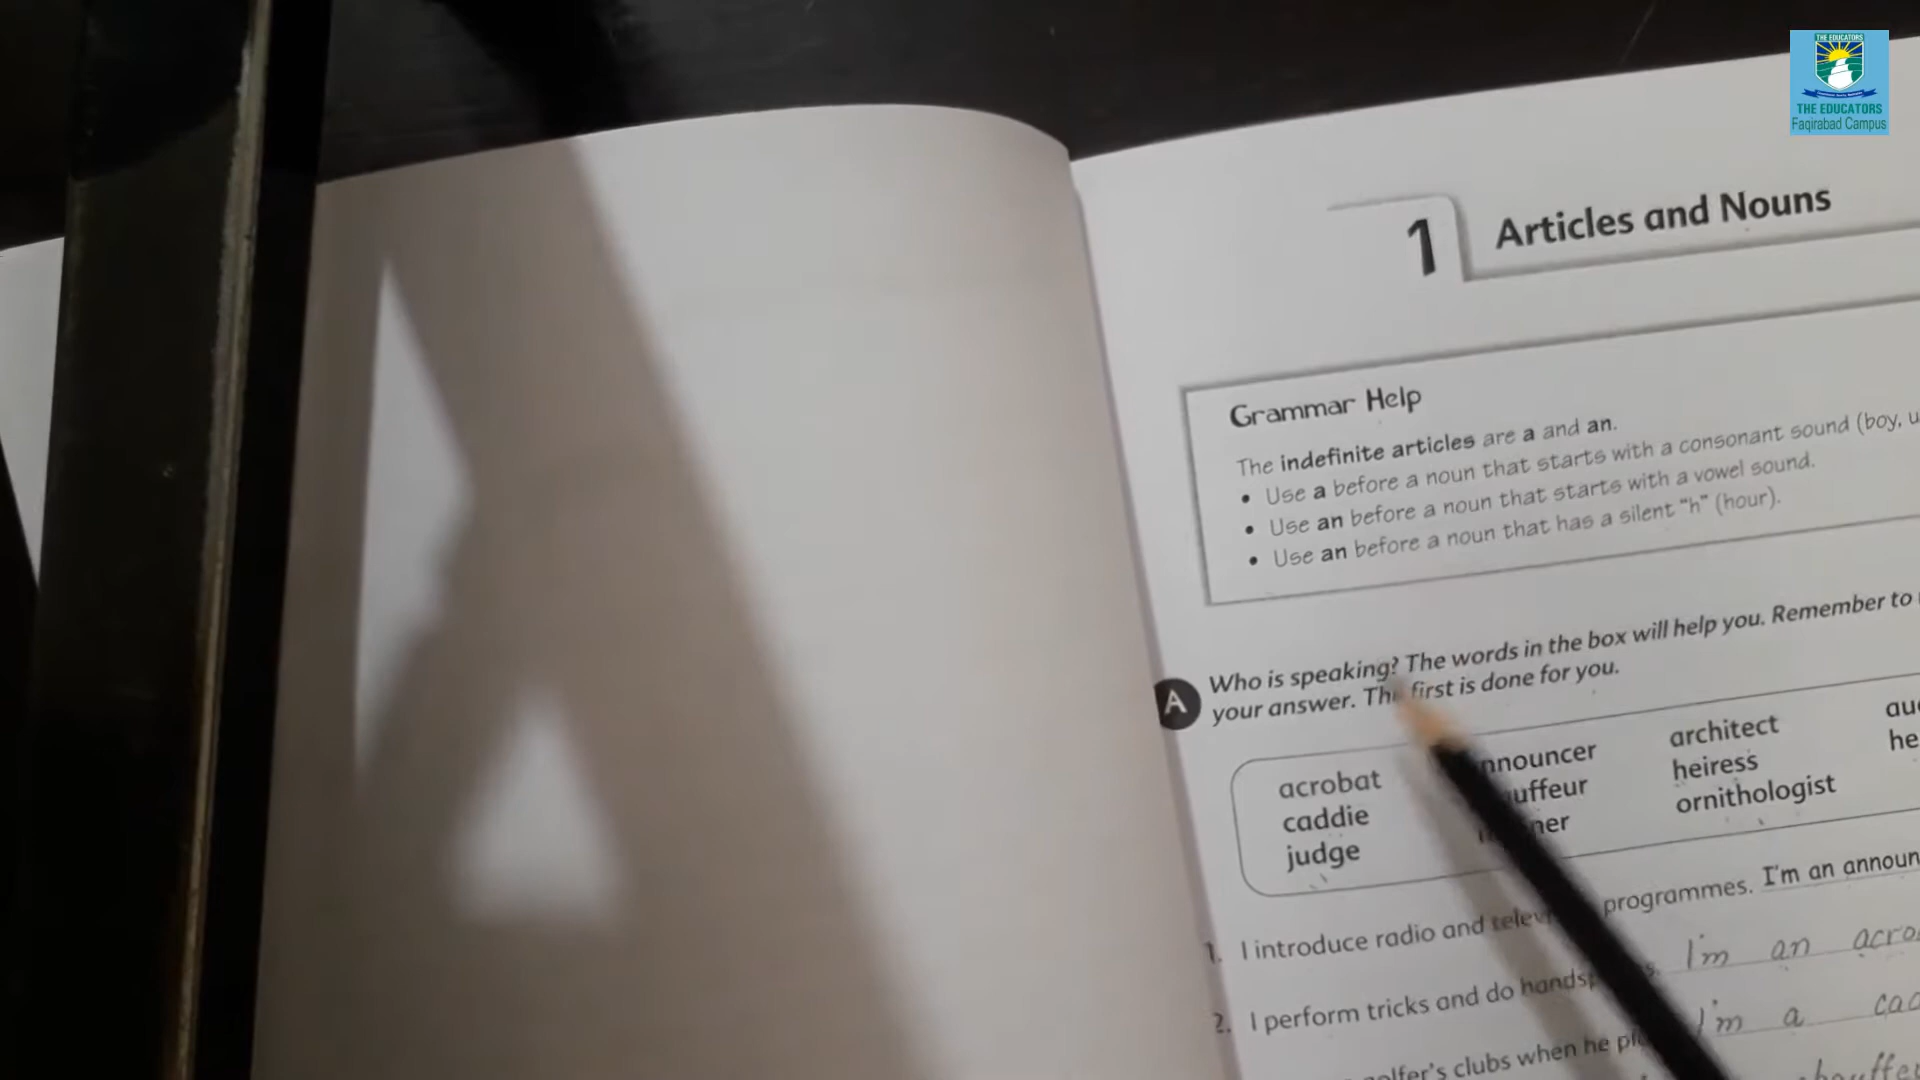 THE EDUCATORS
THE EDUCATORS
Faqirabad Campus
1 Articles and Nouns
Grammar Help
The indefinite articles are a and an.
• Use a before a noun that starts with a consonant sound (boy, u
• Use an before a noun that starts with a vowel sound.
• Use an before a noun that has a silent "h" (hour).
A Who is speaking? The words in the box will help you. Remember to
your answer. The first is done for you.
acrobat nnouncer architect au
caddie uffeur heiress he
judge ner ornithologist
1. I introduce radio and telev programmes. I'm an announ
2. I perform tricks and do handsp s. I'm an acro
olfer's clubs when he pl I'm a cad
hauffe